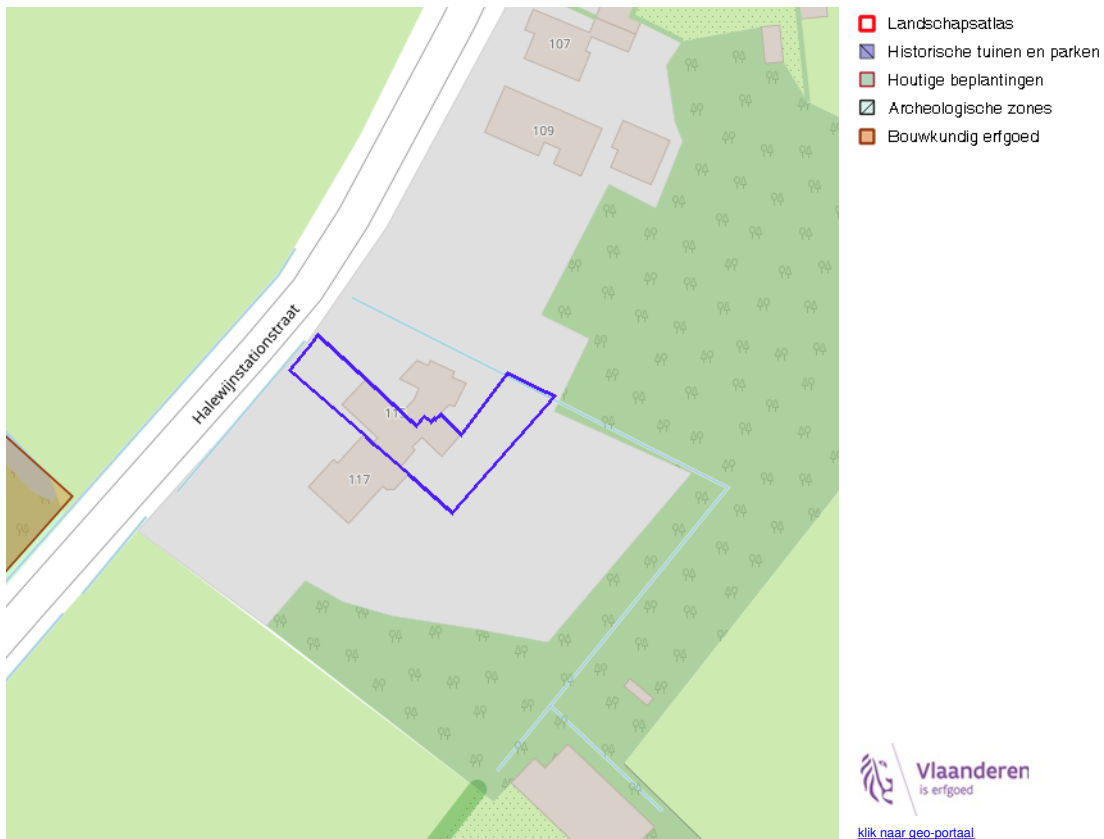 107
109
Halewijnstationstraat
117
Landschapsatlas
Historische tuinen en parken
Houtige beplantingen
Archeologische zones
Bouwkundig erfgoed
Vlaanderen
is erfgoed
klik naar geo-portaal